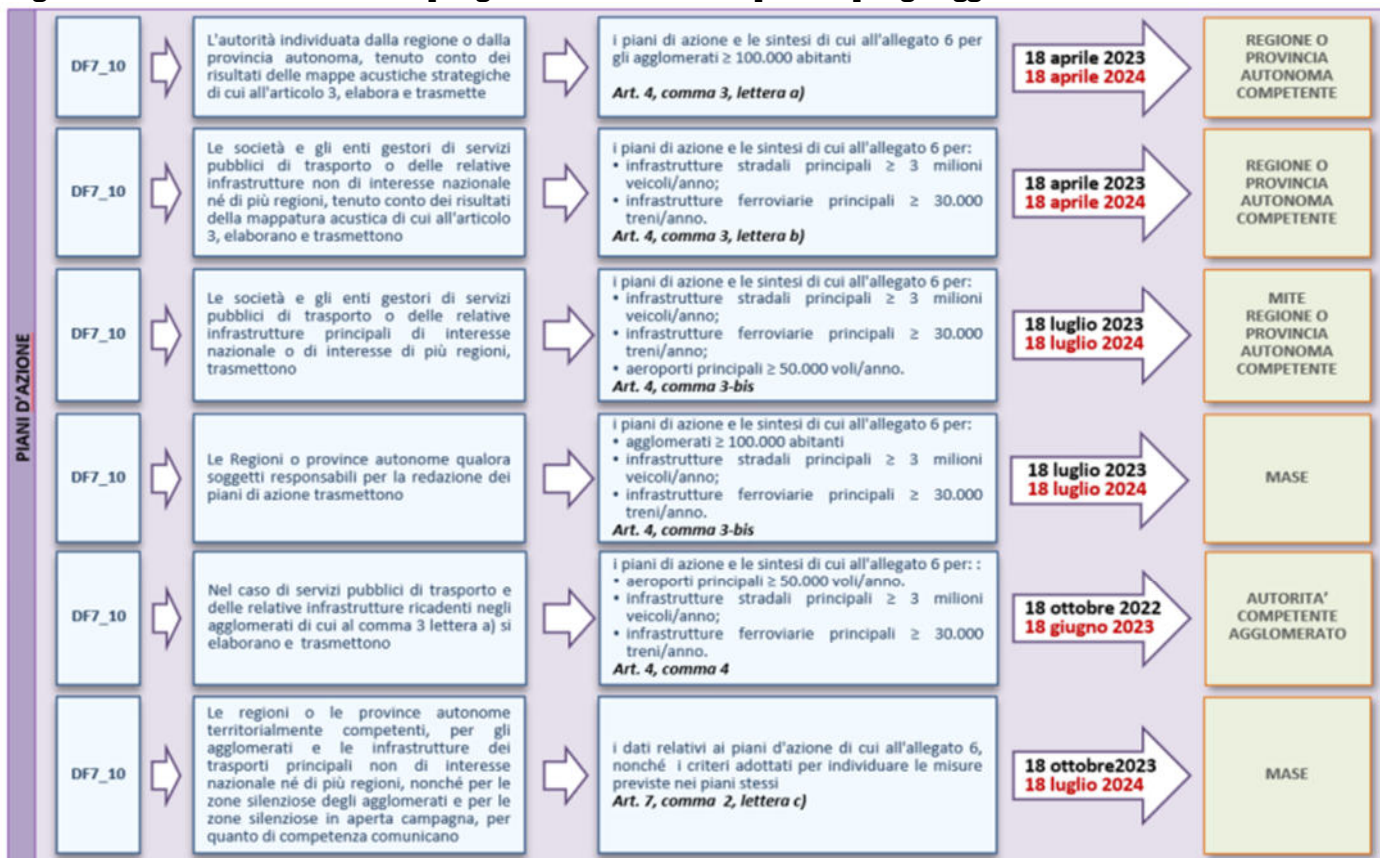 PIANI D'AZIONE
DF7_10
L'autorità individuata dalla regione o dalla
provincia autonoma, tenuto conto dei
risultati delle mappe acustiche strategiche
di cui all'articolo 3, elabora e trasmette
i piani di azione e le sintesi di cui all'allegato 6 per
gli agglomerati ≥ 100.000 abitanti
Art. 4, comma 3, lettera a)
18 aprile 2023
18 aprile 2024
REGIONE O
PROVINCIA
AUTONOMA
COMPETENTE
DF7_10
Le società e gli enti gestori di servizi
pubblici di trasporto o delle relative
infrastrutture non di interesse nazionale
né di più regioni, tenuto conto dei risultati
della mappatura acustica di cui all'articolo
3, elaborano e trasmettono
i piani di azione e le sintesi di cui all'allegato 6 per:
• infrastrutture stradali principali ≥ 3 milioni
veicoli/anno;
• infrastrutture ferroviarie principali ≥ 30.000
treni/anno.
Art. 4, comma 3, lettera b)
18 aprile 2023
18 aprile 2024
REGIONE O
PROVINCIA
AUTONOMA
COMPETENTE
DF7_10
Le società e gli enti gestori di servizi
pubblici di trasporto o delle relative
infrastrutture principali di interesse
nazionale o di interesse di più regioni,
trasmettono
i piani di azione e le sintesi di cui all'allegato 6 per:
• infrastrutture stradali principali ≥ 3 milioni
veicoli/anno;
• infrastrutture ferroviarie principali ≥ 30.000
treni/anno;
• aeroporti principali ≥ 50.000 voli/anno.
Art. 4, comma 3-bis
18 luglio 2023
18 luglio 2024
MITE
REGIONE O
PROVINCIA
AUTONOMA
COMPETENTE
DF7_10
Le Regioni o province autonome qualora
soggetti responsabili per la redazione dei
piani di azione trasmettono
i piani di azione e le sintesi di cui all'allegato 6 per:
• agglomerati ≥ 100.000 abitanti
• infrastrutture stradali principali ≥ 3 milioni
veicoli/anno;
• infrastrutture ferroviarie principali ≥ 30.000
treni/anno.
Art. 4, comma 3-bis
18 luglio 2023
18 luglio 2024
MASE
DF7_10
Nel caso di servizi pubblici di trasporto e
delle relative infrastrutture ricadenti negli
agglomerati di cui al comma 3 lettera a) si
elaborano e trasmettono
i piani di azione e le sintesi di cui all'allegato 6 per: :
• aeroporti principali ≥ 50.000 voli/anno.
• infrastrutture stradali principali ≥ 3 milioni
veicoli/anno;
• infrastrutture ferroviarie principali ≥ 30.000
treni/anno.
Art. 4, comma 4
18 ottobre 2022
18 giugno 2023
AUTORITA'
COMPETENTE
AGGLOMERATO
DF7_10
Le regioni o le province autonome
territorialmente competenti, per gli
agglomerati e le infrastrutture dei
trasporti principali non di interesse
nazionale né di più regioni, nonché per le
zone silenziose degli agglomerati e per le
zone silenziose in aperta campagna, per
quanto di competenza comunicano
i dati relativi ai piani d'azione di cui all'allegato 6,
nonché i criteri adottati per individuare le misure
previste nei piani stessi
Art. 7, comma 2, lettera c)
18 ottobre2023
18 luglio 2024
MASE